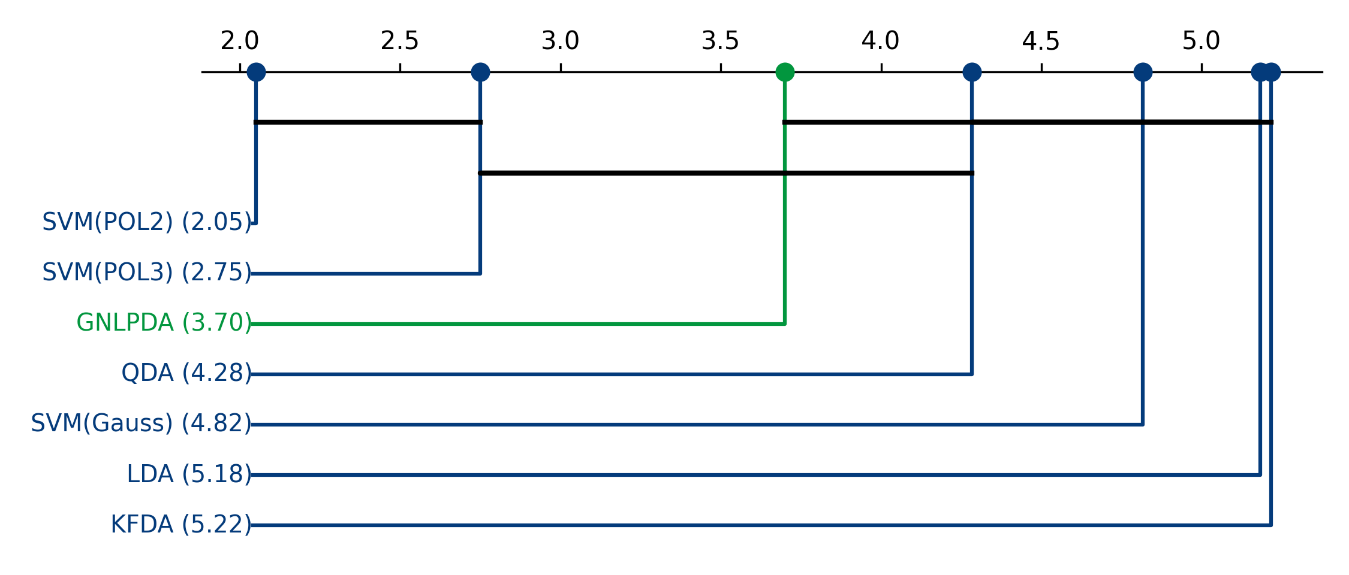 2.0 2.5 3.0 3.5 4.0 4.5 5.0
SVM(POL2) (2.05)
SVM(POL3) (2.75)
GNLPDA (3.70)
QDA (4.28)
SVM(Gauss) (4.82)
LDA (5.18)
KFDA (5.22)